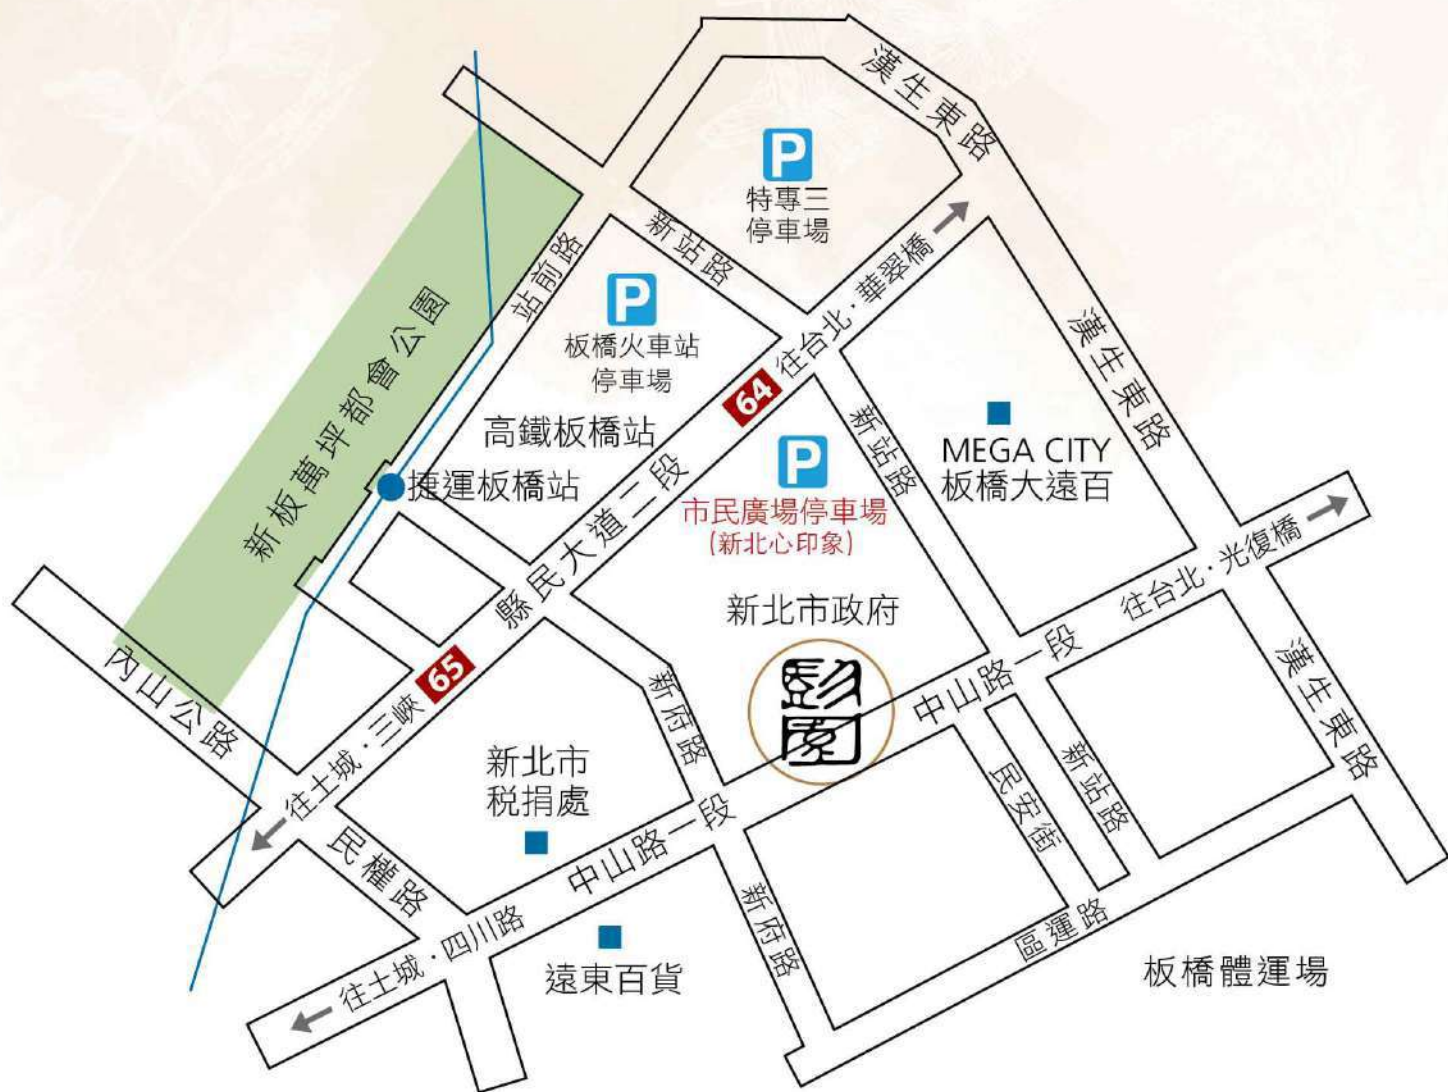 漢生東路
P
特專三
停車場
新站路
站前路
往台北·華翠橋
P
板橋火車站
停車場
64
新板萬坪都會公園
高鐵板橋站
捷運板橋站
縣民大道二段
P
市民廣場停車場
(新北心印象)
新站路
MEGA CITY
板橋大遠百
漢生東路
往台北·光復橋
新北市政府
彭園
中山路一段
漢生東路
內山公路
65
往土城·三峽
新府路
新北市
稅捐處
民權路
中山路一段
民安街
新站路
往土城·四川路
遠東百貨
新府路
區運路
板橋體運場